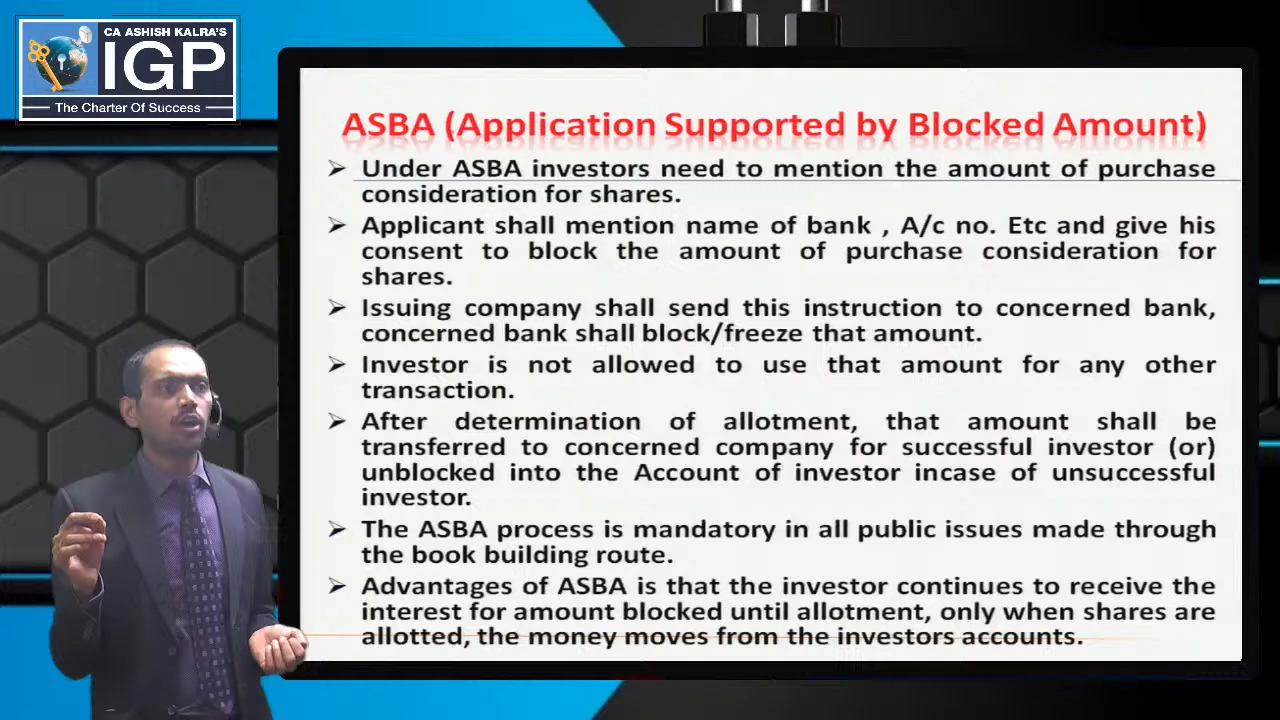 CA ASHISH KALRA'S
IGP
The Charter Of Success
ASBA (Application Supported by Blocked Amount)
Under ASBA investors need to mention the amount of purchase
consideration for shares.
Applicant shall mention name of bank , A/c no. Etc and give his
consent to block the amount of purchase consideration for
shares.
Issuing company shall send this instruction to concerned bank,
concerned bank shall block/freeze that amount.
Investor is not allowed to use that amount for any other
transaction.
After determination of allotment, that amount shall be
transferred to concerned company for successful investor (or)
unblocked into the Account of investor incase of unsuccessful
investor.
The ASBA process is mandatory in all public issues made through
the book building route.
Advantages of ASBA is that the investor continues to receive the
interest for amount blocked until allotment, only when shares are
allotted, the money moves from the investors accounts.